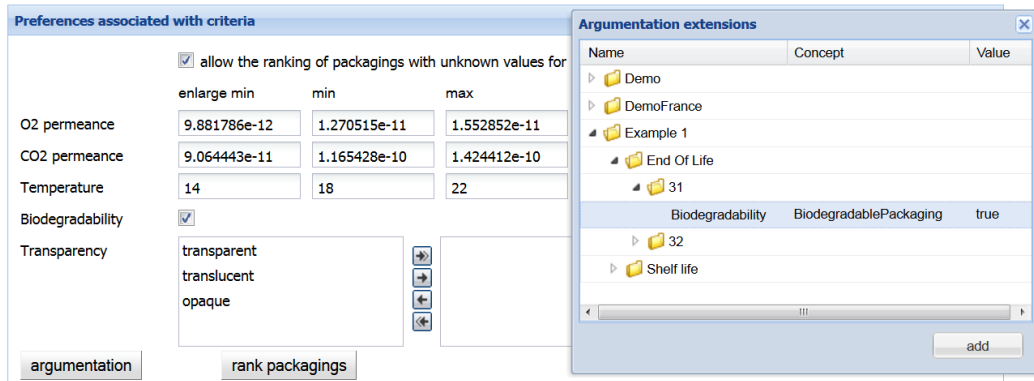 Preferences associated with criteria
allow the ranking of packagings with unknown values for
enlarge min min max
O2 permeance 9.881786e-12 1.270515e-11 1.552852e-11
CO2 permeance 9.064443e-11 1.165428e-10 1.424412e-10
Temperature 14 18 22
Biodegradability
Transparency transparent
translucent
opaque
argumentation rank packagings
Argumentation extensions
Name Concept Value
Demo
DemoFrance
Example 1
End Of Life
31
Biodegradability BiodegradablePackaging true
32
Shelf life
add